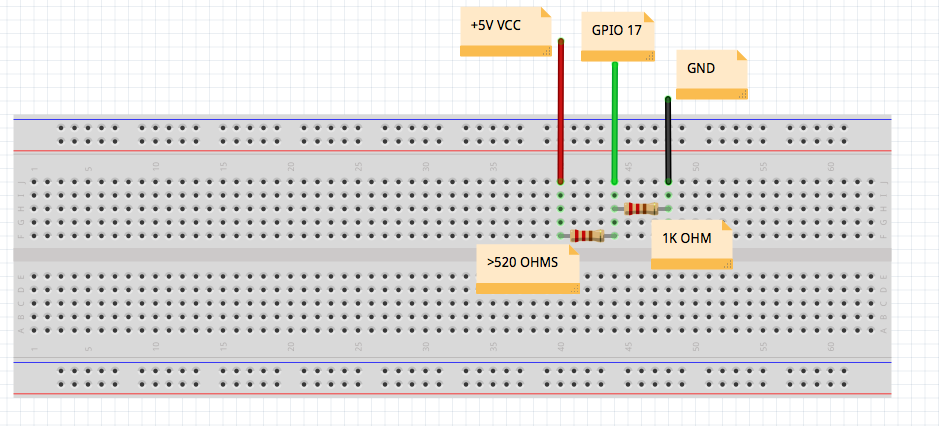 +5V VCC
GPIO 17
GND
1 5 10 15 20 25 30 35 45 50 55 60
J J
I I
H H
G G
F F
1K OHM
>520 OHMS
E E
D D
C C
B B
A A
1 5 10 15 20 25 30 35 40 45 50 55 60